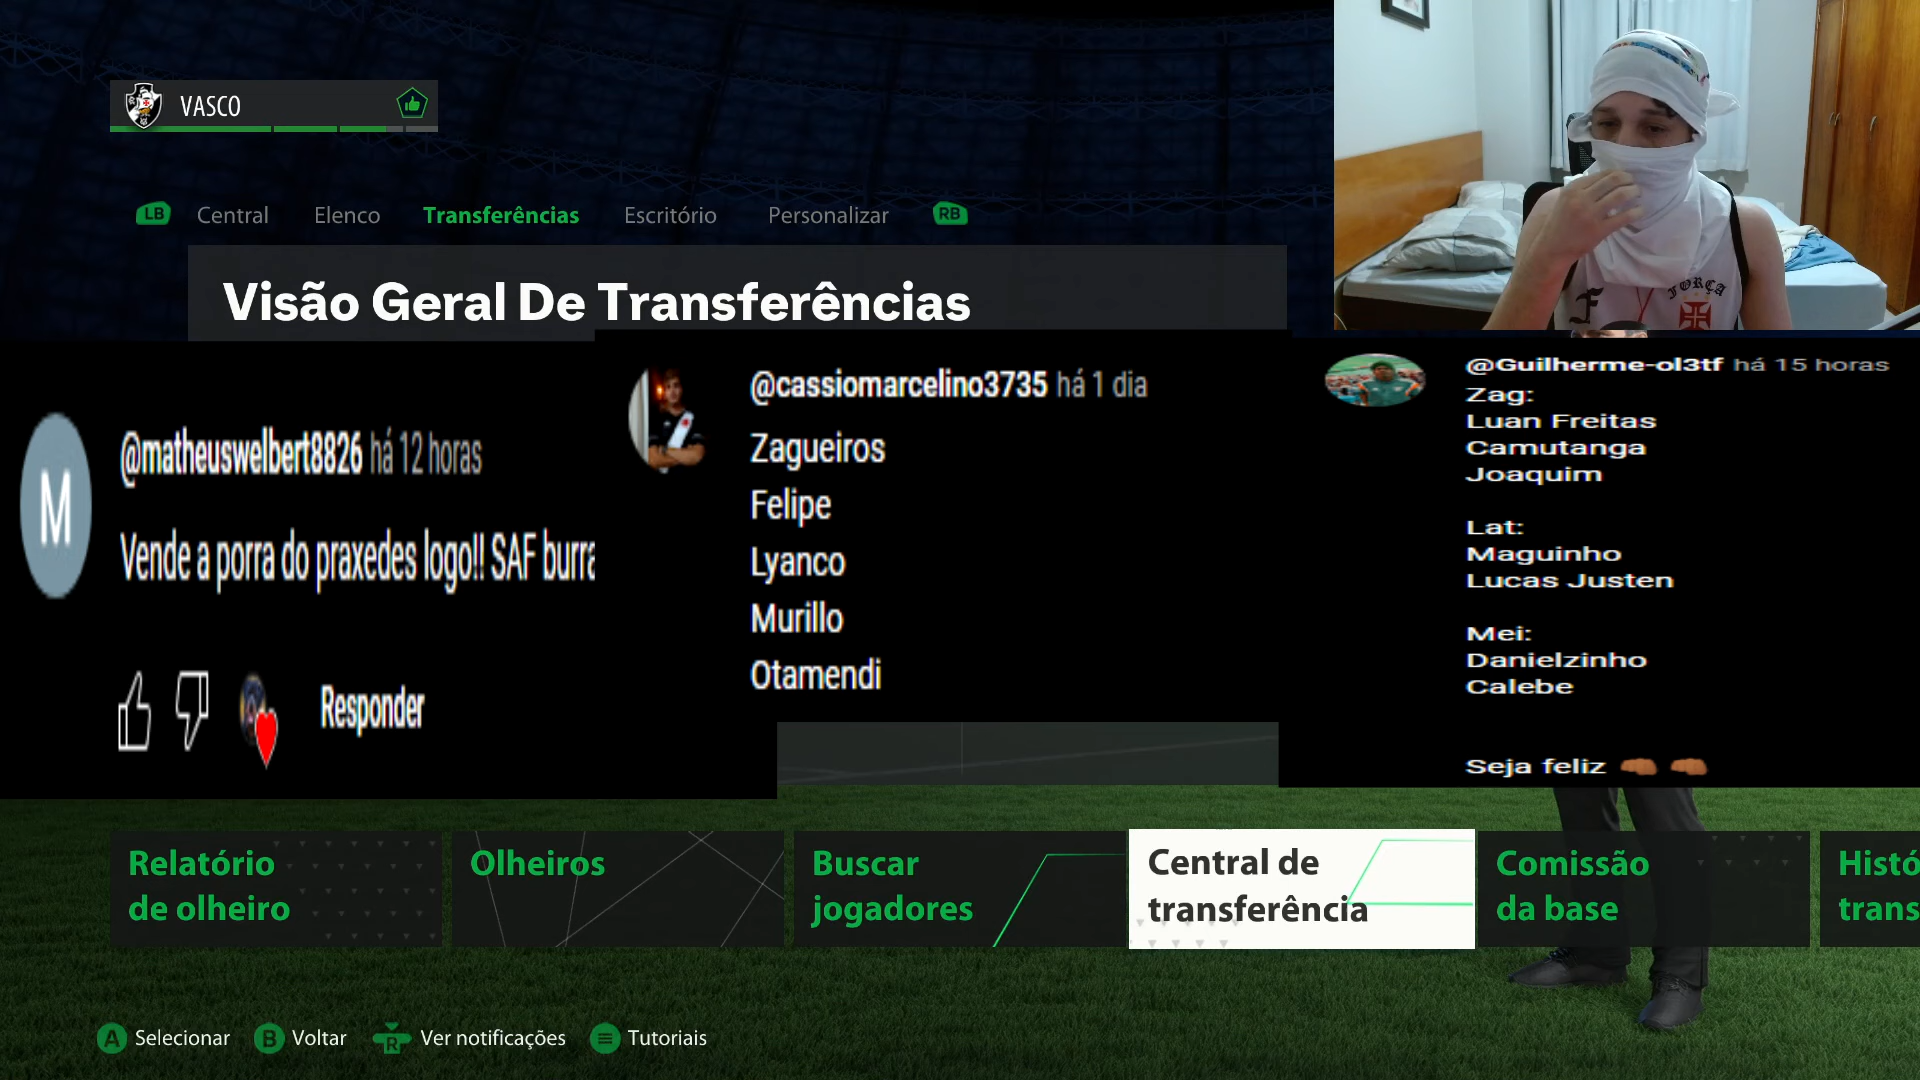 VASCO
LB Central Elenco Transferências Escritório Personalizar RB
Visão Geral De Transferências
FORÇA
@matheuswelbert8826 há 12 horas
M
Vende a porra do praxedes logo!! SAF burra
Responder
@cassiomarcelino3735 há 1 dia
Zagueiros
Felipe
Lyanco
Murillo
Otamendi
@Guilherme-ol3tf há 15 horas
Zag:
Luan Freitas
Camutanga
Joaquim
Lat:
Maguinho
Lucas Justen
Mei:
Danielzinho
Calebe
Seja feliz 👊🏾 👊🏾
Relatório
de olheiro
Olheiros
Buscar
jogadores
Central de
transferência
Comissão
da base
Histó
trans
A Selecionar B Voltar R Ver notificações Tutoriais